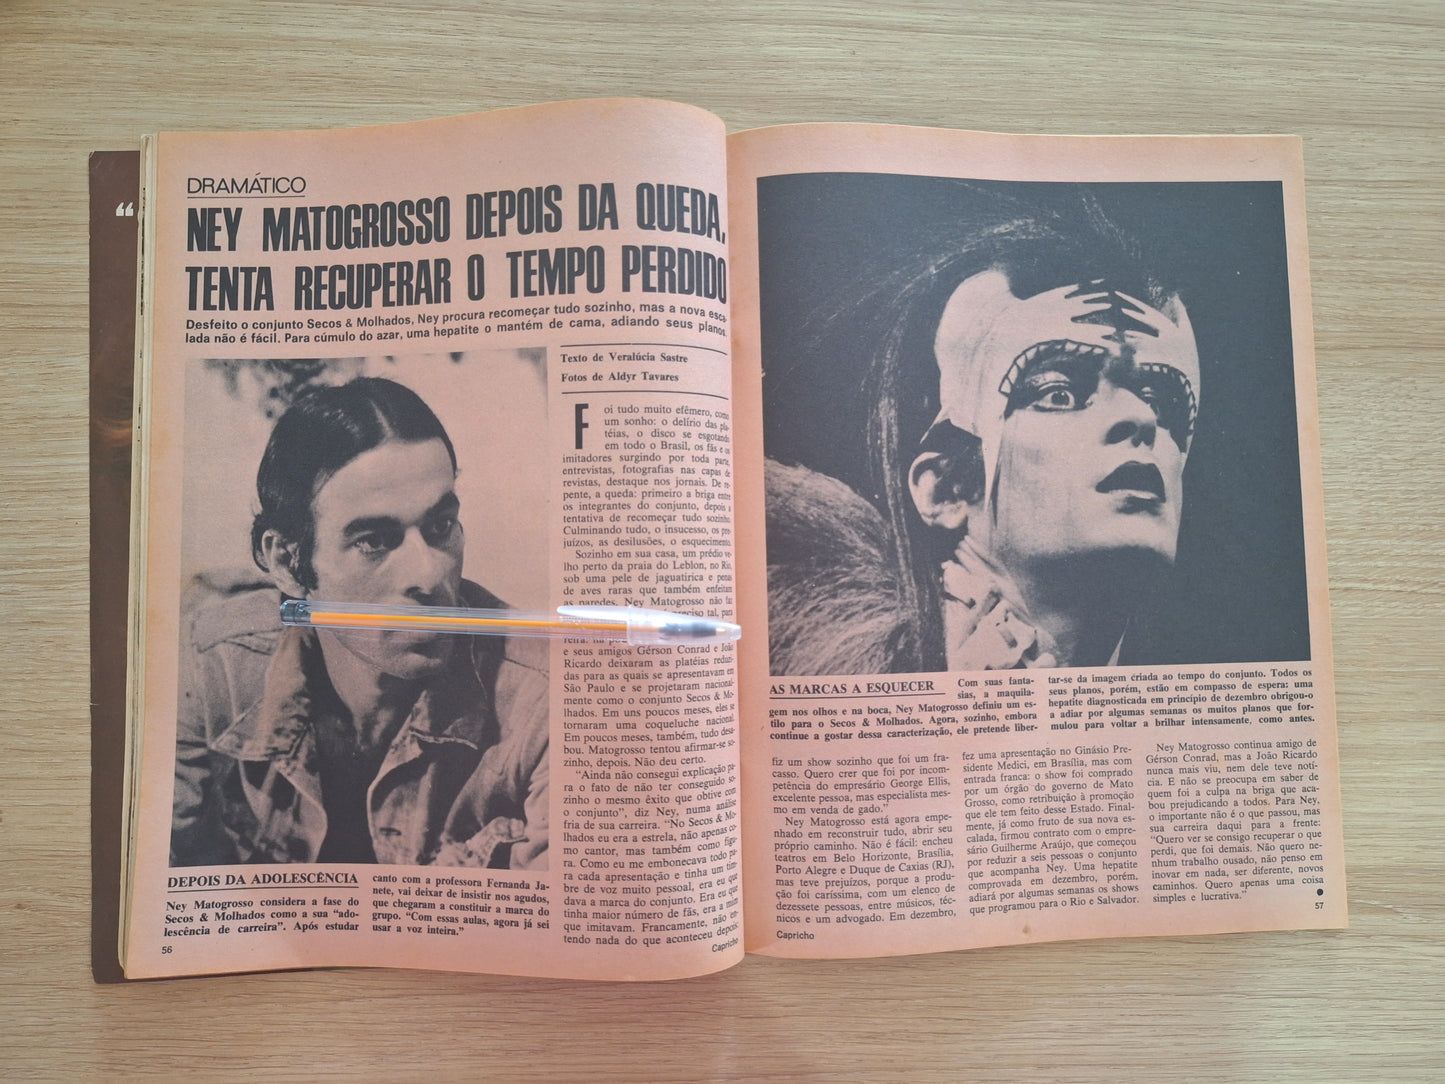 “
DRAMÁTICO
NEY MATOGROSSO DEPOIS DA QUEDA,
TENTA RECUPERAR O TEMPO PERDIDO
Desfeito o conjunto Secos & Molhados, Ney procura recomeçar tudo sozinho, mas a nova esca-
lada não é fácil. Para cúmulo do azar, uma hepatite o mantém de cama, adiando seus planos.
Texto de Veralúcia Sastre
Fotos de Aldyr Tavares
Foi tudo muito efêmero, como
um sonho: o delírio das pla-
téias, o disco se esgotando
em todo o Brasil, os fãs e os
imitadores surgindo por toda parte,
entrevistas, fotografias nas capas de
revistas, destaque nos jornais. De re-
pente, a queda: primeiro a briga entre
os integrantes do conjunto, depois a
tentativa de recomeçar tudo sozinho.
Culminando tudo, o insucesso, os pre-
juízos, as desilusões, o esquecimento.
Sozinho em sua casa, um prédio ve-
lho perto da praia do Leblon, no Rio,
sob uma pele de jaguatirica e penas
de aves raras que também enfeitam
as paredes, Ney Matogrosso não faz
preciso tal, para
e seus amigos Gérson Conrad e João
Ricardo deixaram as platéias reduzi-
das para as quais se apresentavam em
São Paulo e se projetaram nacional-
mente como o conjunto Secos & Mo-
lhados. Em uns poucos meses, eles se
tornaram uma coqueluche nacional.
Em poucos meses, também, tudo desa-
bou. Matogrosso tentou afirmar-se so-
zinho, depois. Não deu certo.
“Ainda não consegui explicação pa-
ra o fato de não ter conseguido so-
zinho o mesmo êxito que obtive com
o conjunto”, diz Ney, numa análise
fria de sua carreira. “No Secos & Mo-
lhados eu era a estrela, não apenas co-
mo cantor, mas também como figu-
ra. Como eu me embonecava todo pa-
ra cada apresentação e tinha um tim-
bre de voz muito pessoal, era eu que
dava a marca do conjunto. Era eu que
tinha maior número de fãs, era a mim
que imitavam. Francamente, não en-
tendo nada do que aconteceu depois:
DEPOIS DA ADOLESCÊNCIA
Ney Matogrosso considera a fase do
Secos & Molhados como a sua “ado-
lescência de carreira”. Após estudar
canto com a professora Fernanda Ja-
nete, vai deixar de insistir nos agudos,
que chegaram a constituir a marca do
grupo. “Com essas aulas, agora já sei
usar a voz inteira.”
56
Capricho
AS MARCAS A ESQUECER
Com suas fanta-
sias, a maquila-
gem nos olhos e na boca, Ney Matogrosso definiu um es-
tilo para o Secos & Molhados. Agora, sozinho, embora
continue a gostar dessa caracterização, ele pretende liber-
tar-se da imagem criada ao tempo do conjunto. Todos os
seus planos, porém, estão em compasso de espera: uma
hepatite diagnosticada em princípio de dezembro obrigou-o
a adiar por algumas semanas os muitos planos que for-
mulou para voltar a brilhar intensamente, como antes.
fiz um show sozinho que foi um fra-
casso. Quero crer que foi por incom-
petência do empresário George Ellis,
excelente pessoa, mas especialista mes-
mo em venda de gado.”
Ney Matogrosso está agora empe-
nhado em reconstruir tudo, abrir seu
próprio caminho. Não é fácil: encheu
teatros em Belo Horizonte, Brasília,
Porto Alegre e Duque de Caxias (RJ),
mas teve prejuízos, porque a produ-
ção foi caríssima, com um elenco de
dezessete pessoas, entre músicos, téc-
nicos e um advogado. Em dezembro,
fez uma apresentação no Ginásio Pre-
sidente Medici, em Brasília, mas com
entrada franca: o show foi comprado
por um órgão do governo de Mato
Grosso, como retribuição à promoção
que ele tem feito desse Estado. Final-
mente, já como fruto de sua nova es-
calada, firmou contrato com o empre-
sário Guilherme Araújo, que começou
por reduzir a seis pessoas o conjunto
que acompanha Ney. Uma hepatite
comprovada em dezembro, porém,
adiará por algumas semanas os shows
que programou para o Rio e Salvador.
Ney Matogrosso continua amigo de
Gérson Conrad, mas a João Ricardo
nunca mais viu, nem dele teve notí-
cia. E não se preocupa em saber de
quem foi a culpa na briga que aca-
bou prejudicando a todos. Para Ney,
o importante não é o que passou, mas
sua carreira daqui para a frente:
“Quero ver se consigo recuperar o que
perdi, que foi demais. Não quero ne-
nhum trabalho ousado, não penso em
inovar em nada, ser diferente, novos
caminhos. Quero apenas uma coisa
simples e lucrativa.”
57
Capricho